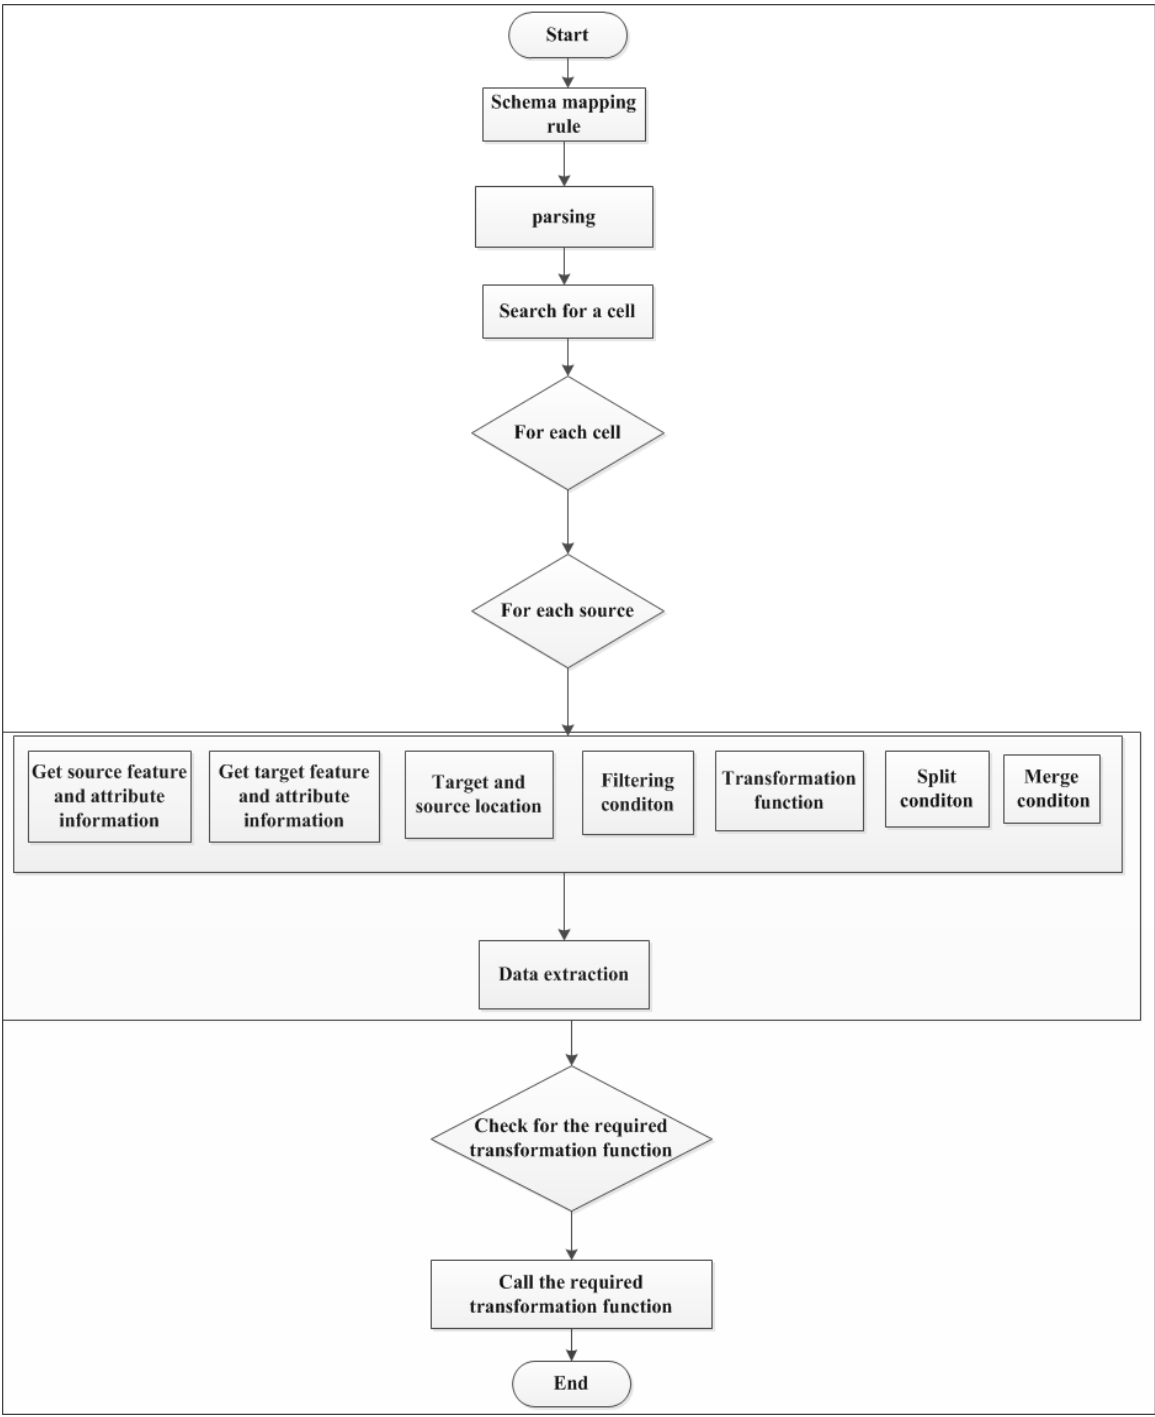 Start
Schema mapping
rule
parsing
Search for a cell
For each cell
For each source
Get source feature
and attribute
information
Get target feature
and attribute
information
Target and
source location
Filtering
conditon
Transformation
function
Split
conditon
Merge
conditon
Data extraction
Check for the required
transformation function
Call the required
transformation function
End